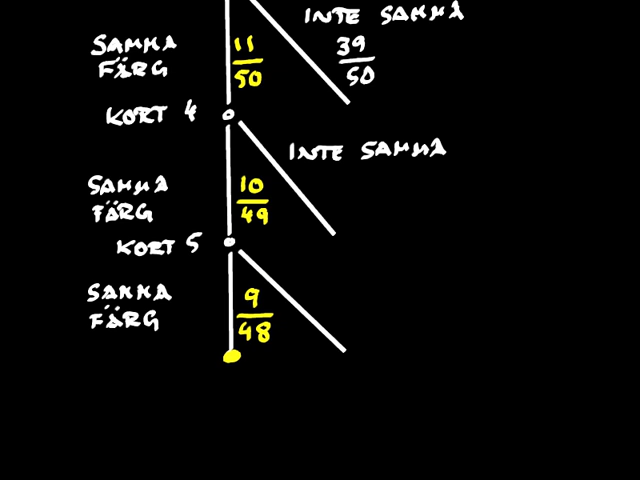 INTE SAMMA
SAMMA
FÄRG
11
50
39
50
KORT 4
INTE SAMMA
SAMMA
FÄRG
10
49
KORT 5
SAMMA
FÄRG
9
48